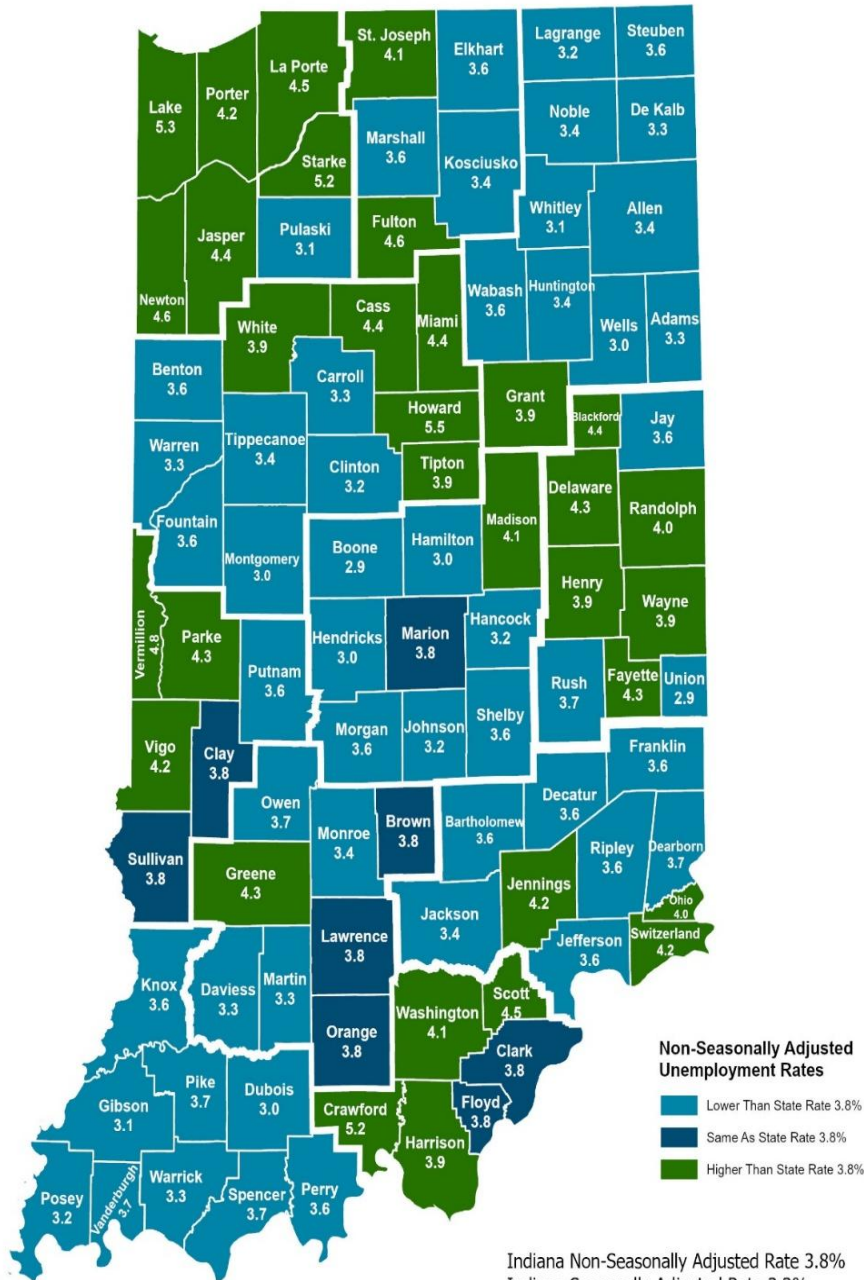 St. Joseph
4.1
Elkhart
3.6
Lagrange
3.2
Steuben
3.6
La Porte
4.5
Porter
4.2
Lake
5.3
Noble
3.4
De Kalb
3.3
Marshall
3.6
Kosciusko
3.4
Starke
5.2
Whitley
3.1
Allen
3.4
Jasper
4.4
Pulaski
3.1
Fulton
4.6
Newton
4.6
Wabash
3.6
Huntington
3.4
Wells
3.0
Adams
3.3
White
3.9
Cass
4.4
Miami
4.4
Benton
3.6
Carroll
3.3
Grant
3.9
Howard
5.5
Blackford
4.4
Jay
3.6
Warren
3.3
Tippecanoe
3.4
Clinton
3.2
Tipton
3.9
Delaware
4.3
Randolph
4.0
Madison
4.1
Fountain
3.6
Montgomery
3.0
Boone
2.9
Hamilton
3.0
Henry
3.9
Wayne
3.9
Vermillion
4.8
Parke
4.3
Putnam
3.6
Hendricks
3.0
Marion
3.8
Hancock
3.2
Rush
3.7
Fayette
4.3
Union
2.9
Vigo
4.2
Clay
3.8
Morgan
3.6
Johnson
3.2
Shelby
3.6
Franklin
3.6
Owen
3.7
Monroe
3.4
Brown
3.8
Bartholomew
3.6
Decatur
3.6
Ripley
3.6
Dearborn
3.7
Sullivan
3.8
Greene
4.3
Jennings
4.2
Ohio
4.0
Switzerland
4.2
Jackson
3.4
Jefferson
3.6
Lawrence
3.8
Knox
3.6
Daviess
3.3
Martin
3.3
Washington
4.1
Scott
4.5
Orange
3.8
Clark
3.8
Floyd
3.8
Pike
3.7
Dubois
3.0
Gibson
3.1
Crawford
5.2
Harrison
3.9
Posey
3.2
Vanderburgh
3.7
Warrick
3.3
Spencer
3.7
Perry
3.6
Non-Seasonally Adjusted
Unemployment Rates
Lower Than State Rate 3.8%
Same As State Rate 3.8%
Higher Than State Rate 3.8%
Indiana Non-Seasonally Adjusted Rate 3.8%